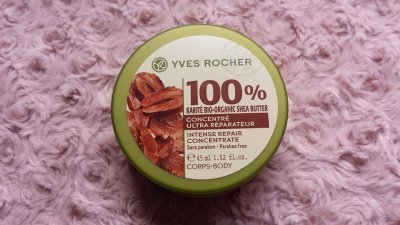 YVES ROCHER
100%
KARITÉ BIO-ORGANIC SHEA BUTTER
CONCENTRÉ
ULTRA RÉPARATEUR
INTENSE REPAIR
CONCENTRATE
Sans paraben • Paraben free
e 45 ml 1.52 fl.oz.
CORPS•BODY